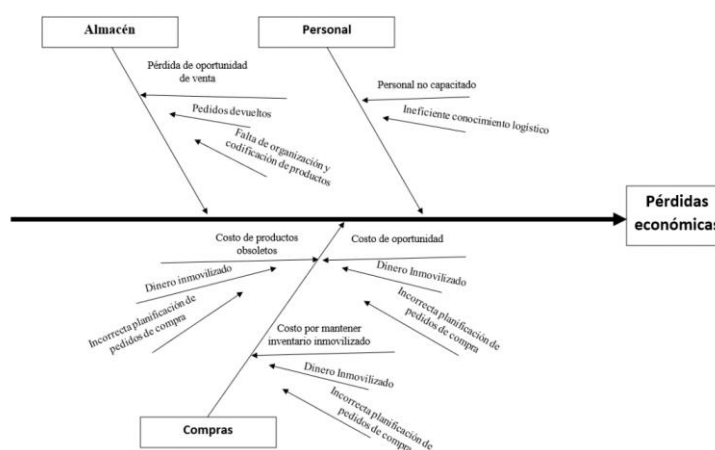 Almacén
Personal
Pérdida de oportunidad
de venta
Pedidos devueltos
Falta de organización y
codificación de productos
Personal no capacitado
Ineficiente conocimiento logístico
Pérdidas
económicas
Costo de productos
obsoletos
Dinero inmovilizado
Incorrecta planificación de
pedidos de compra
Costo de oportunidad
Dinero Inmovilizado
Incorrecta planificación de
pedidos de compra
Costo por mantener
inventario inmovilizado
Dinero Inmovilizado
Incorrecta planificación de
pedidos de compra
Compras